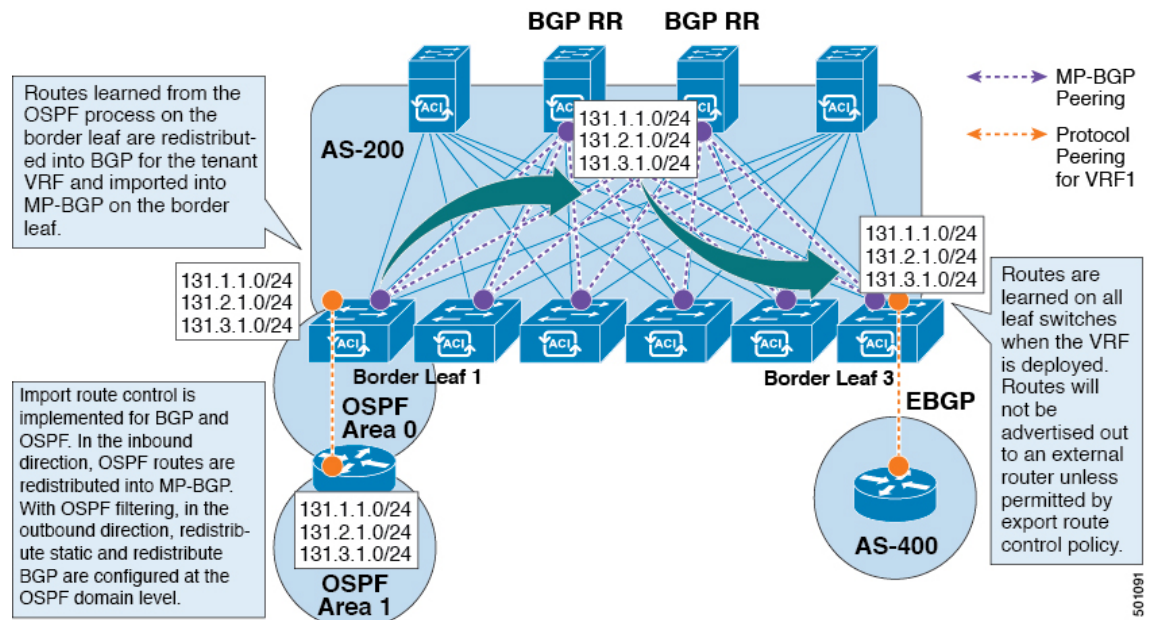 BGP RR
BGP RR
MP-BGP
Peering
Protocol
Peering
for VRF1
Routes learned from the
OSPF process on the
border leaf are redistribut-
ed into BGP for the tenant
VRF and imported into
MP-BGP on the border
leaf.
AS-200
ACI
ACI
ACI
ACI
131.1.1.0/24
131.2.1.0/24
131.3.1.0/24
131.1.1.0/24
131.2.1.0/24
131.3.1.0/24
131.1.1.0/24
131.2.1.0/24
131.3.1.0/24
ACI
ACI
ACI
ACI
ACI
ACI
Border Leaf 1
Border Leaf 3
Routes are
learned on all
leaf switches
when the VRF
is deployed.
Routes will
not be
advertised out
to an external
router unless
permitted by
export route
control policy.
Import route control is
implemented for BGP and
OSPF. In the inbound
direction, OSPF routes are
redistributed into MP-BGP.
With OSPF filtering, in the
outbound direction, redistrib-
ute static and redistribute
BGP are configured at the
OSPF domain level.
OSPF
Area 0
EBGP
131.1.1.0/24
131.2.1.0/24
131.3.1.0/24
OSPF
Area 1
AS-400
501091